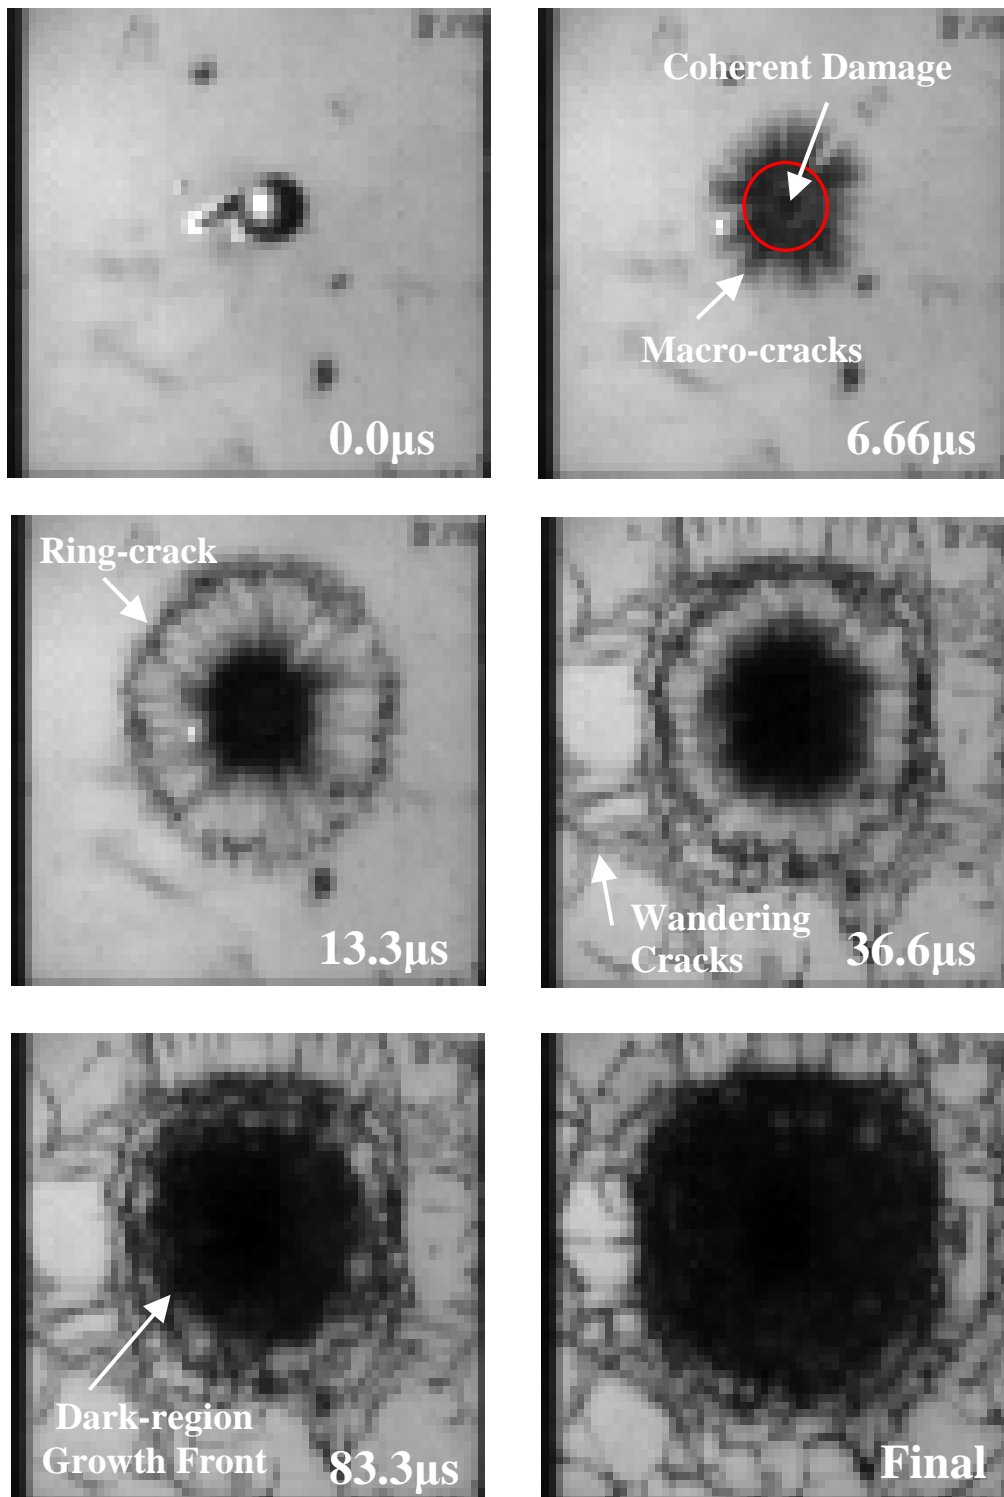 Coherent Damage
Macro-cracks
0.0µs
6.66µs
Ring-crack
13.3µs
Wandering
Cracks
36.6µs
Dark-region
Growth Front
83.3µs
Final